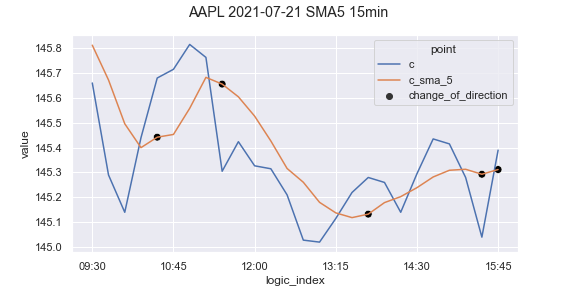 AAPL 2021-07-21 SMA5 15min
point
c
c_sma_5
change_of_direction
value
145.8
145.7
145.6
145.5
145.4
145.3
145.2
145.1
145.0
09:30 10:45 12:00 13:15 14:30 15:45
logic_index